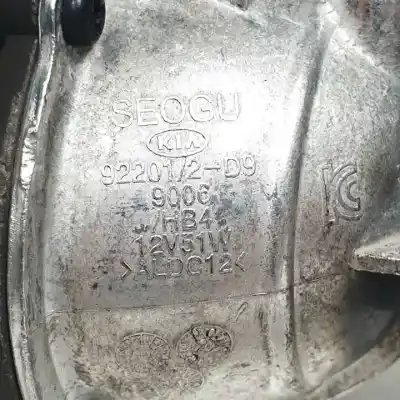 SEOGU
KIA
92201/2-D9
9006
/HB4
12V51W
>ALDC12<